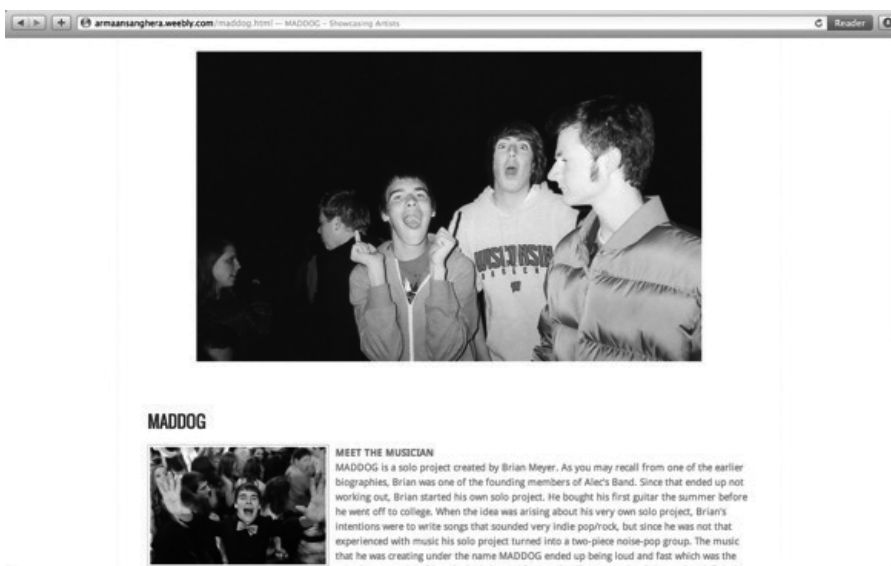 armaansanghera.weebly.com/maddog.html — MADDOG - Showcasing Artists
Reader
WISCONSIN
BADGERS
W
MADDOG
MEET THE MUSICIAN
MADDOG is a solo project created by Brian Meyer. As you may recall from one of the earlier
biographies, Brian was one of the founding members of Alec's Band. Since that ended up not
working out, Brian started his own solo project. He bought his first guitar the summer before
he went off to college. When the idea was arising about his very own solo project, Brian's
intentions were to write songs that sounded very indie pop/rock, but since he was not that
experienced with music his solo project turned into a two-piece noise-pop group. The music
that he was creating under the name MADDOG ended up being loud and fast which was the